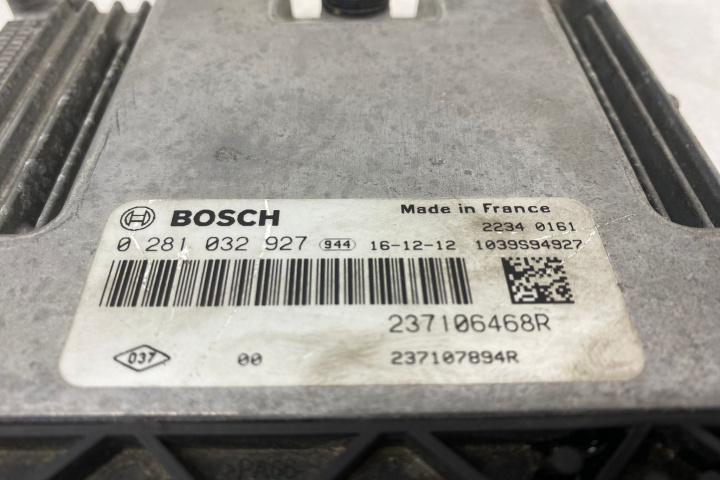 BOSCH Made in France
2234 0161
0 281 032 927 944 16-12-12 1039S94927
237106468R
037 00 237107894R
>PA66-